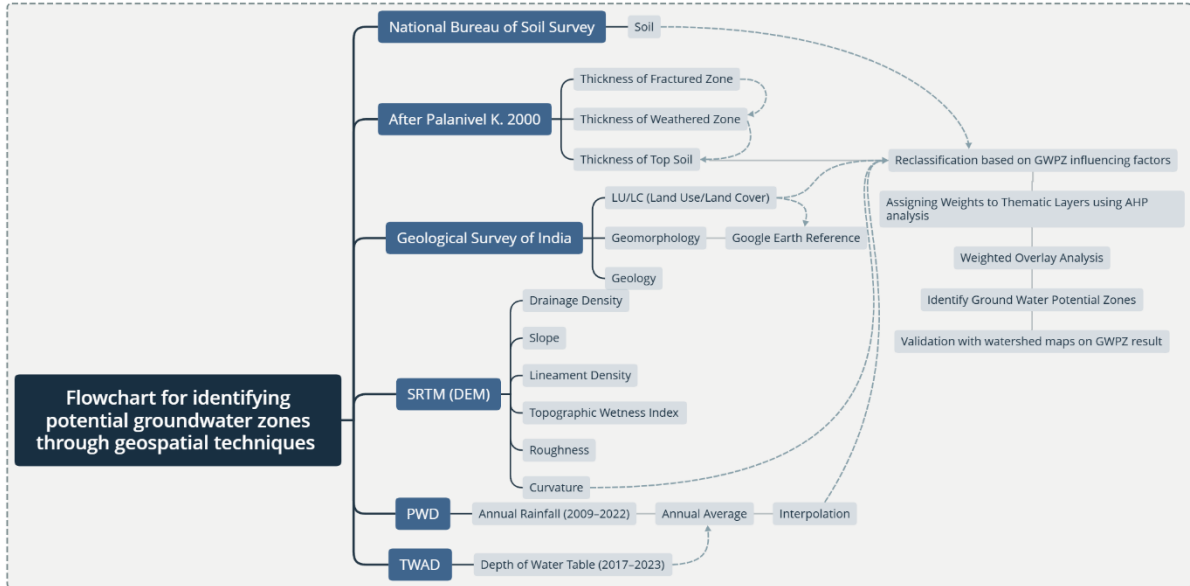 National Bureau of Soil Survey
Soil
Thickness of Fractured Zone
After Palanivel K. 2000
Thickness of Weathered Zone
Thickness of Top Soil
Reclassification based on GWPZ influencing factors
LU/LC (Land Use/Land Cover)
Assigning Weights to Thematic Layers using AHP
analysis
Geological Survey of India
Geomorphology
Google Earth Reference
Weighted Overlay Analysis
Geology
Drainage Density
Identify Ground Water Potential Zones
Slope
Validation with watershed maps on GWPZ result
Lineament Density
SRTM (DEM)
Topographic Wetness Index
Roughness
Curvature
Flowchart for identifying
potential groundwater zones
through geospatial techniques
PWD
Annual Rainfall (2009–2022)
Annual Average
Interpolation
TWAD
Depth of Water Table (2017–2023)